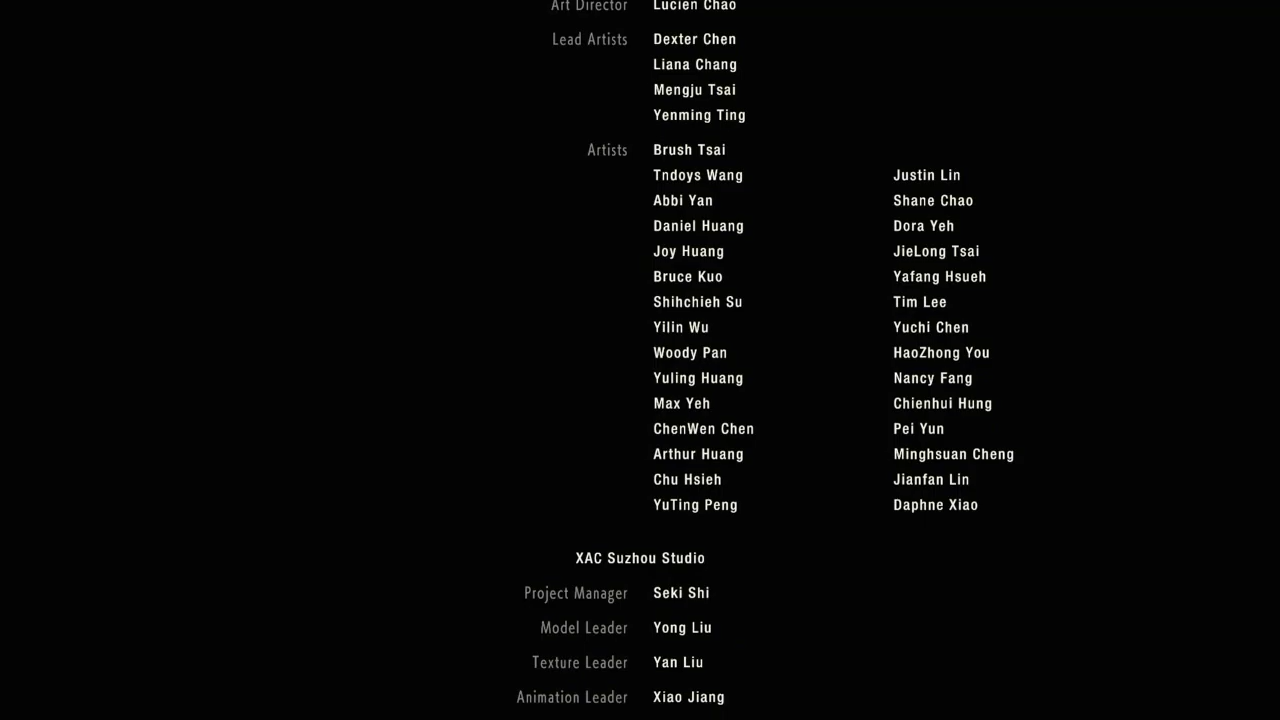 Art Director Lucien Chao
Lead Artists Dexter Chen
Liana Chang
Mengju Tsai
Yenming Ting
Artists Brush Tsai
Tndoys Wang Justin Lin
Abbi Yan Shane Chao
Daniel Huang Dora Yeh
Joy Huang JieLong Tsai
Bruce Kuo Yafang Hsueh
Shihchieh Su Tim Lee
Yilin Wu Yuchi Chen
Woody Pan HaoZhong You
Yuling Huang Nancy Fang
Max Yeh Chienhui Hung
ChenWen Chen Pei Yun
Arthur Huang Minghsuan Cheng
Chu Hsieh Jianfan Lin
YuTing Peng Daphne Xiao
XAC Suzhou Studio
Project Manager Seki Shi
Model Leader Yong Liu
Texture Leader Yan Liu
Animation Leader Xiao Jiang